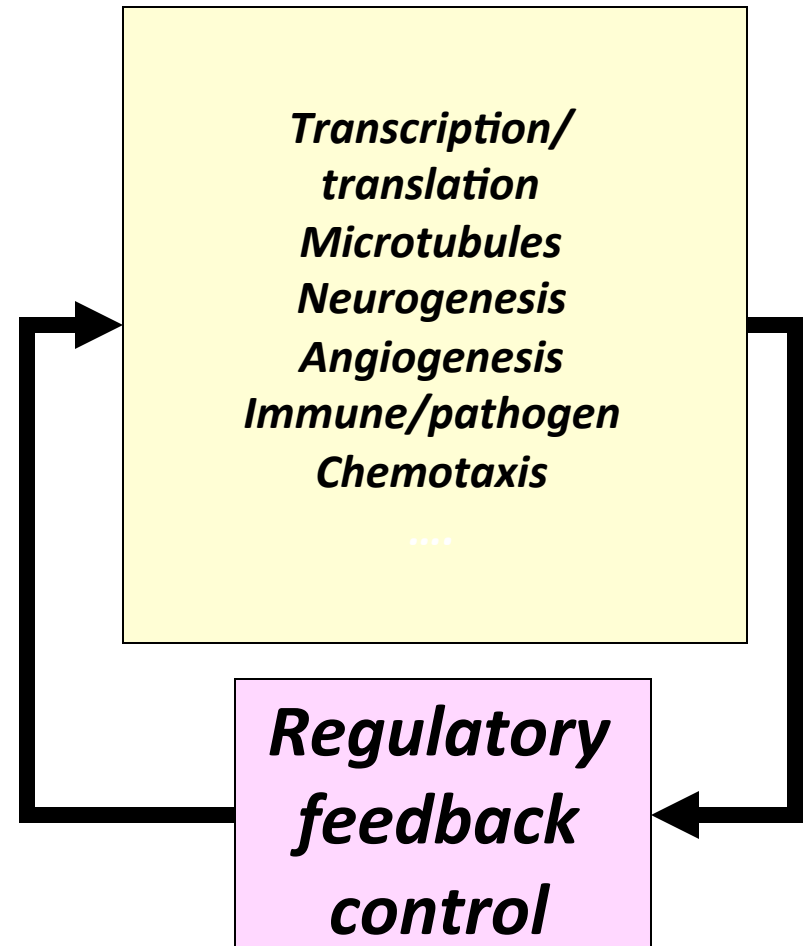 Transcription/
translation
Microtubules
Neurogenesis
Angiogenesis
Immune/pathogen
Chemotaxis
....
Regulatory
feedback
control